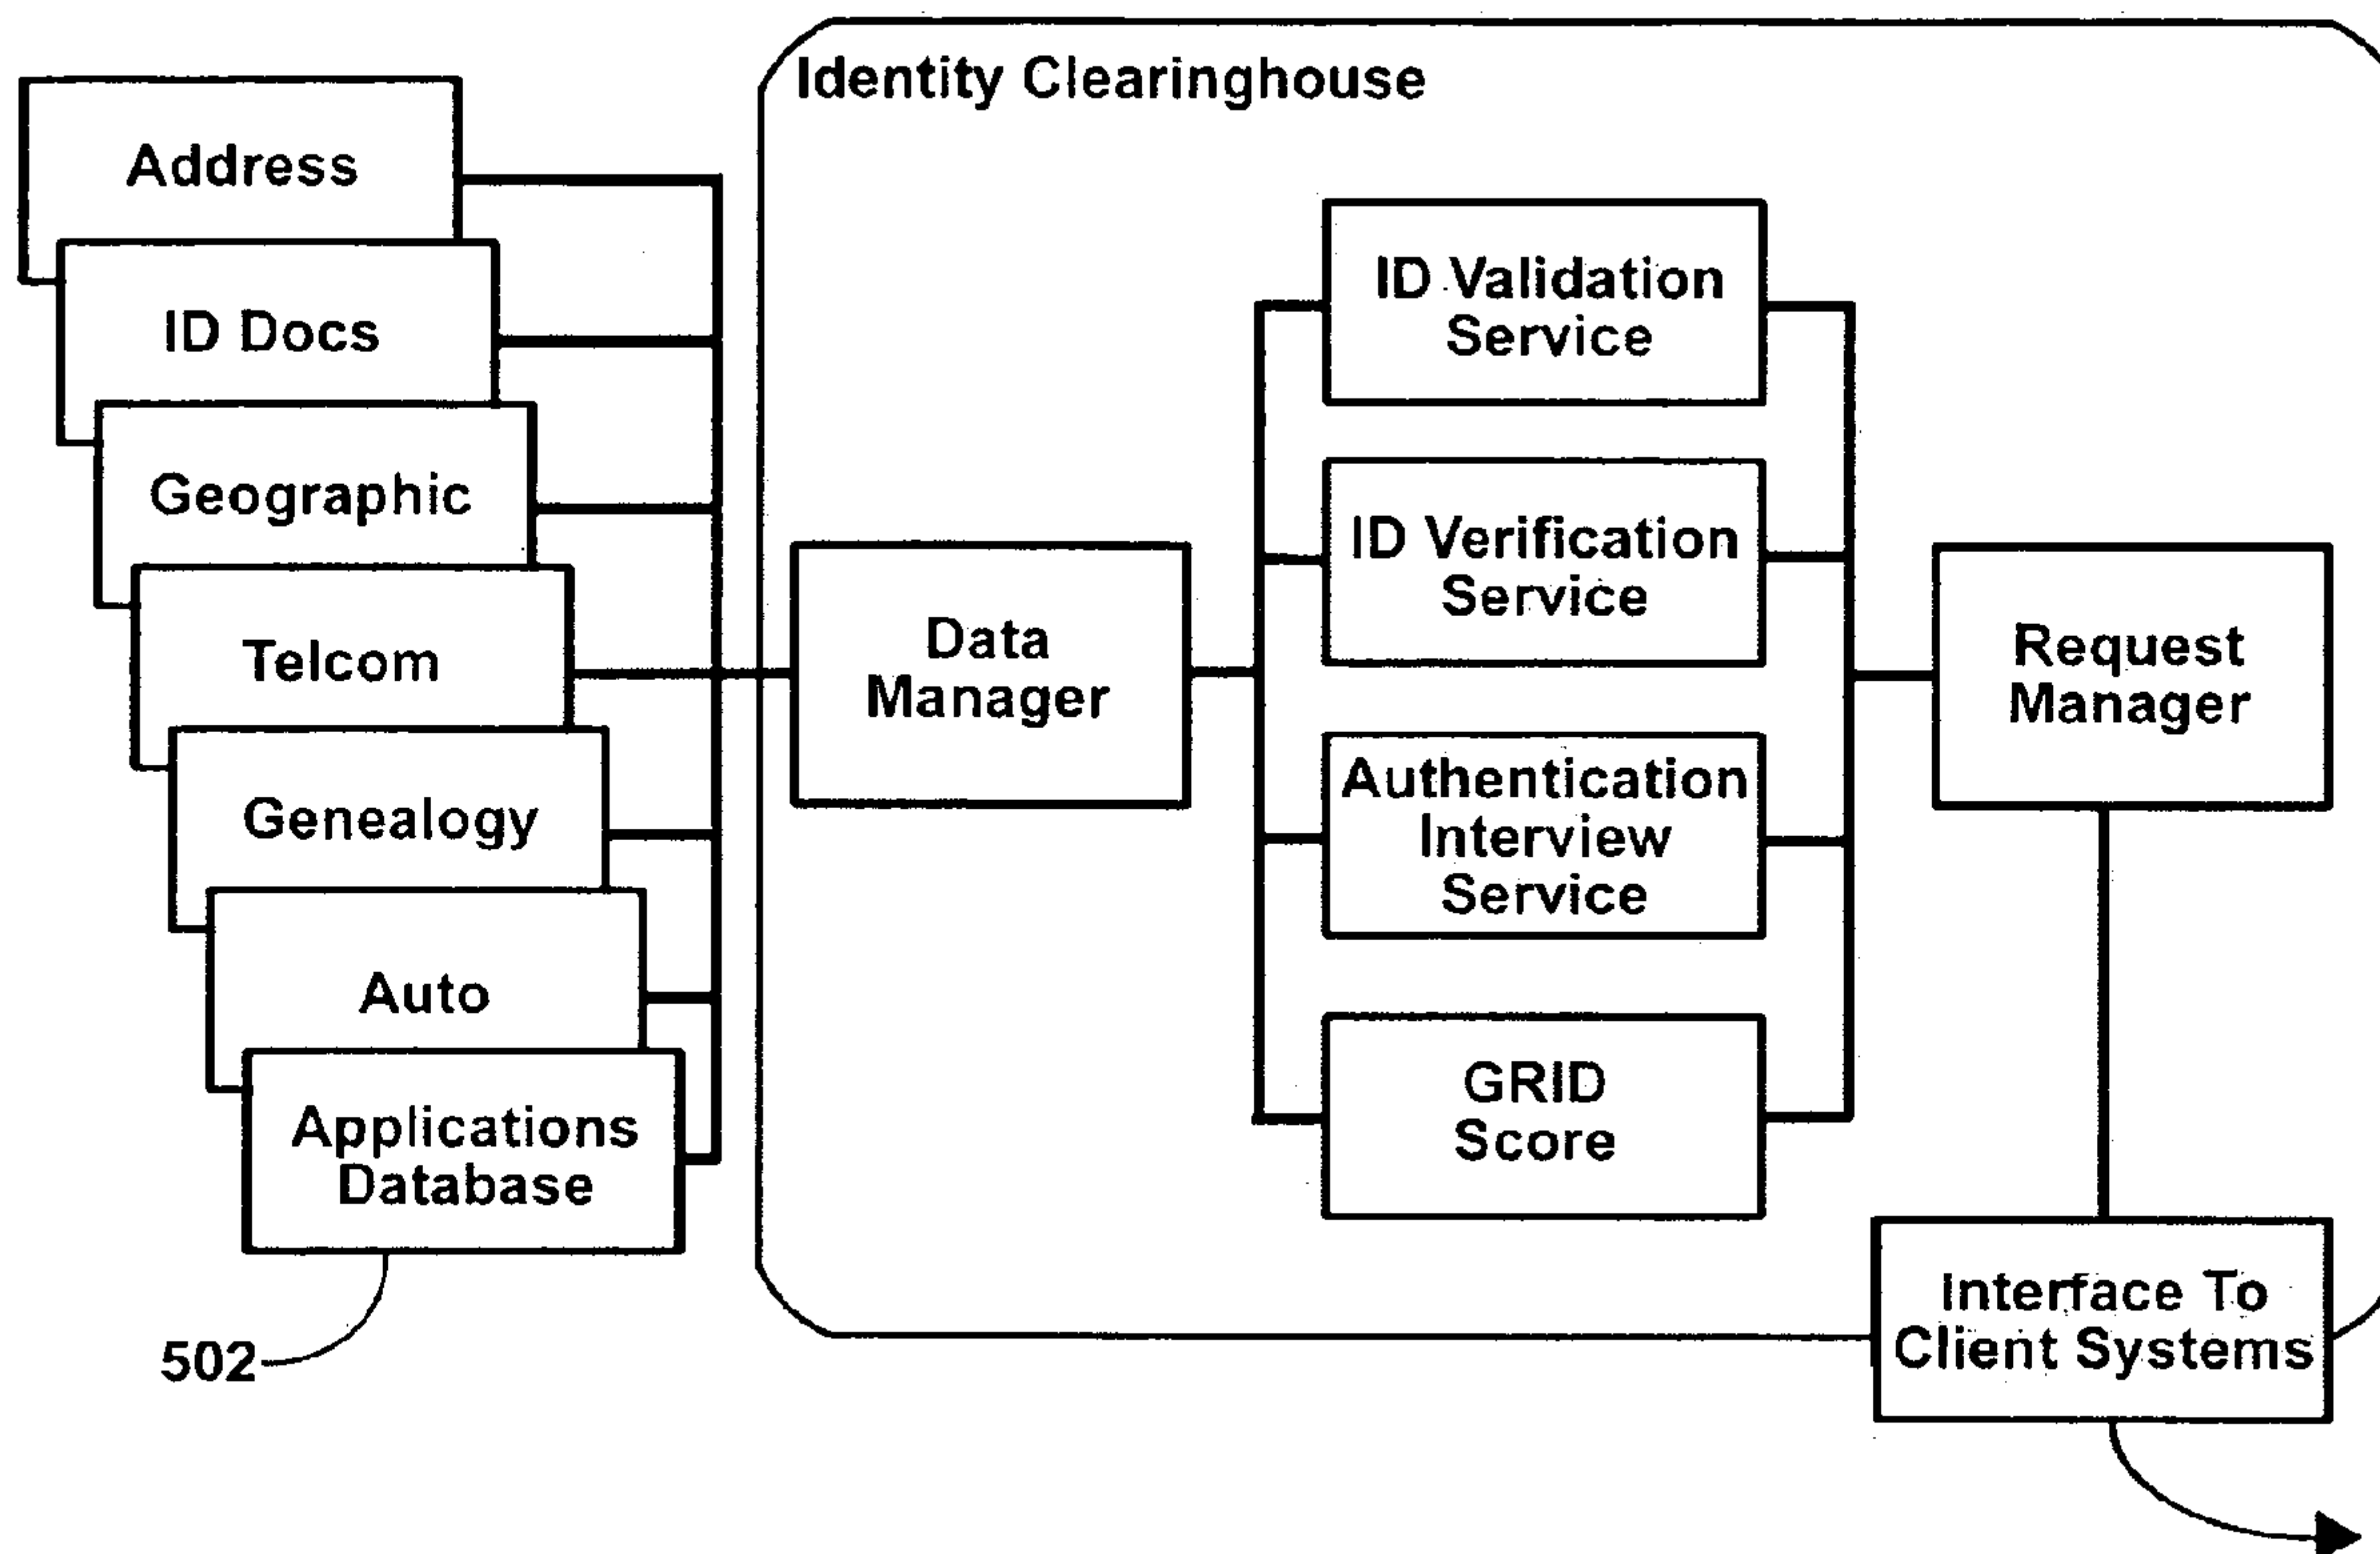 Identity Clearinghouse
Address
ID Docs
Geographic
Telcom
Genealogy
Auto
Applications
Database
502
Data
Manager
ID Validation
Service
ID Verification
Service
Authentication
Interview
Service
GRID
Score
Request
Manager
Interface To
Client Systems